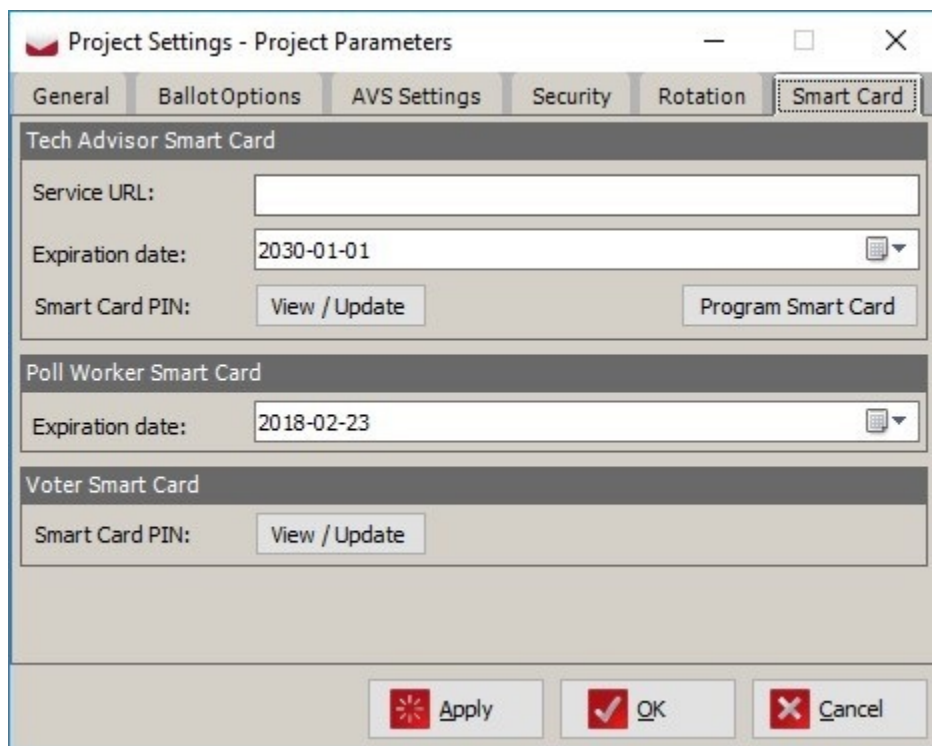 Project Settings - Project Parameters
General Ballot Options AVS Settings Security Rotation Smart Card
Tech Advisor Smart Card
Service URL:
Expiration date: 2030-01-01
Smart Card PIN: View / Update Program Smart Card
Poll Worker Smart Card
Expiration date: 2018-02-23
Voter Smart Card
Smart Card PIN: View / Update
Apply OK Cancel